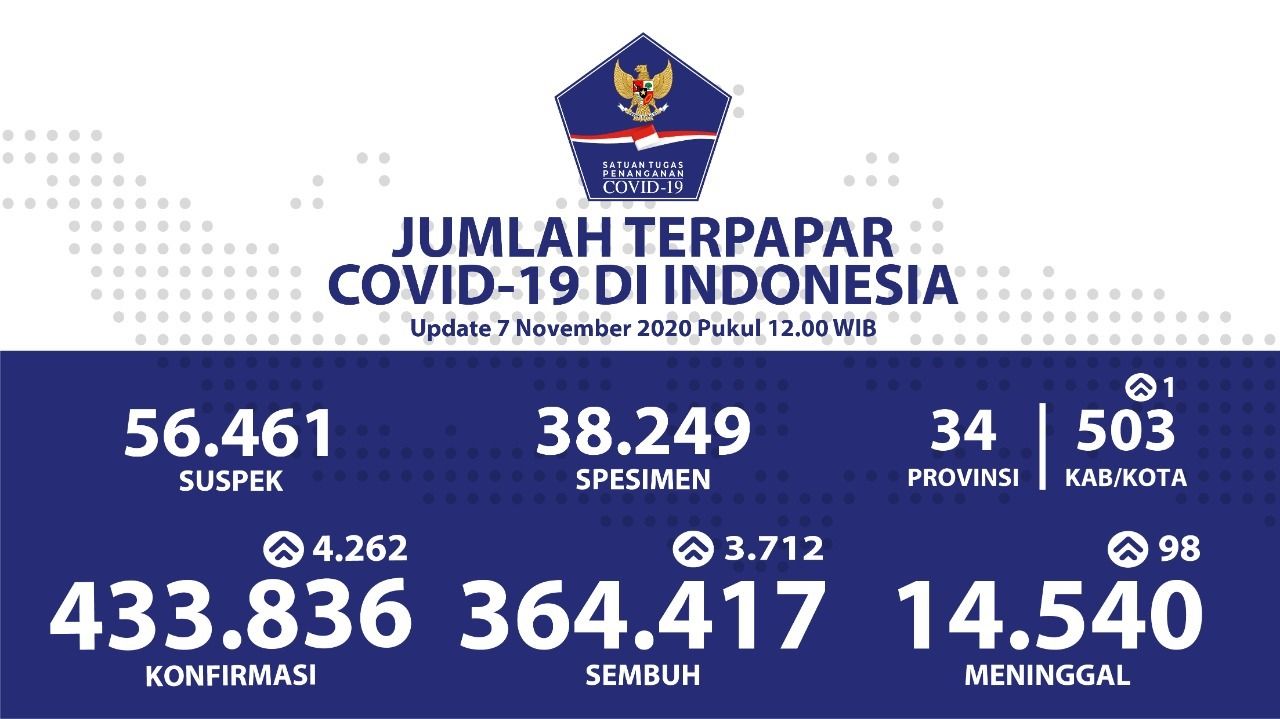 SATUAN TUGAS
PENANGANAN
COVID-19
JUMLAH TERPAPAR
COVID-19 DI INDONESIA
Update 7 November 2020 Pukul 12.00 WIB
56.461
SUSPEK
38.249
SPESIMEN
34
PROVINSI
1
503
KAB/KOTA
4.262
433.836
KONFIRMASI
3.712
364.417
SEMBUH
98
14.540
MENINGGAL